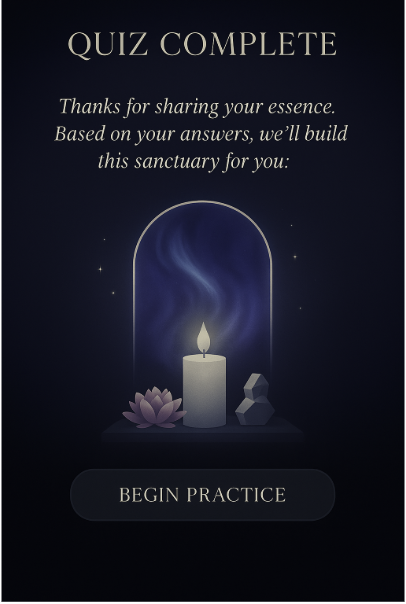 QUIZ COMPLETE
Thanks for sharing your essence.
Based on your answers, we’ll build
this sanctuary for you:
BEGIN PRACTICE